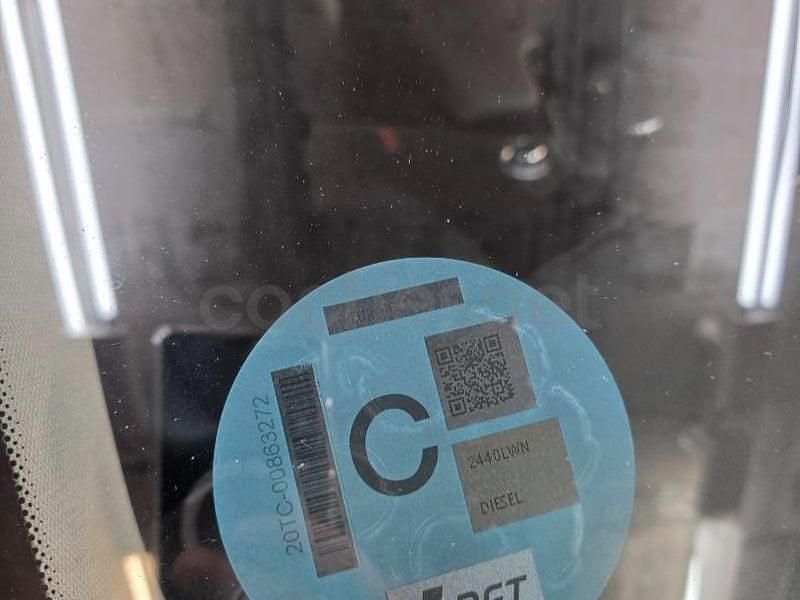 20TC-00863272
C
2440LWN
DIESEL
DGT